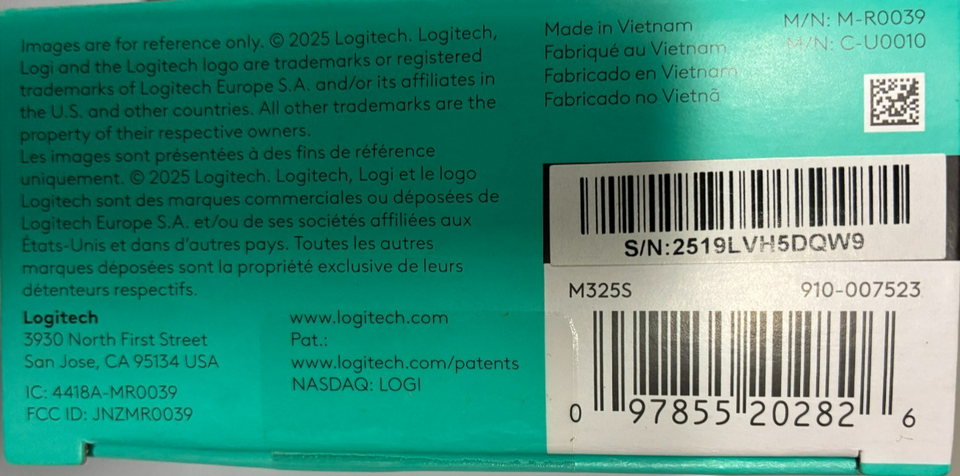 Images are for reference only. © 2025 Logitech. Logitech,
Logi and the Logitech logo are trademarks or registered
trademarks of Logitech Europe S.A. and/or its affiliates in
the U.S. and other countries. All other trademarks are the
property of their respective owners.
Les images sont présentées à des fins de référence
uniquement. © 2025 Logitech. Logitech, Logi et le logo
Logitech sont des marques commerciales ou déposées de
Logitech Europe S.A. et/ou de ses sociétés affiliées aux
États-Unis et dans d'autres pays. Toutes les autres
marques déposées sont la propriété exclusive de leurs
détenteurs respectifs.
Logitech
3930 North First Street
San Jose, CA 95134 USA
IC: 4418A-MR0039
FCC ID: JNZMR0039
www.logitech.com
Pat.:
www.logitech.com/patents
NASDAQ: LOGI
Made in Vietnam
Fabriqué au Vietnam
Fabricado en Vietnam
Fabricado no Vietnã
M/N: M-R0039
M/N: C-U0010
S/N:2519LVH5DQW9
M325S 910-007523
0 97855 20282 6